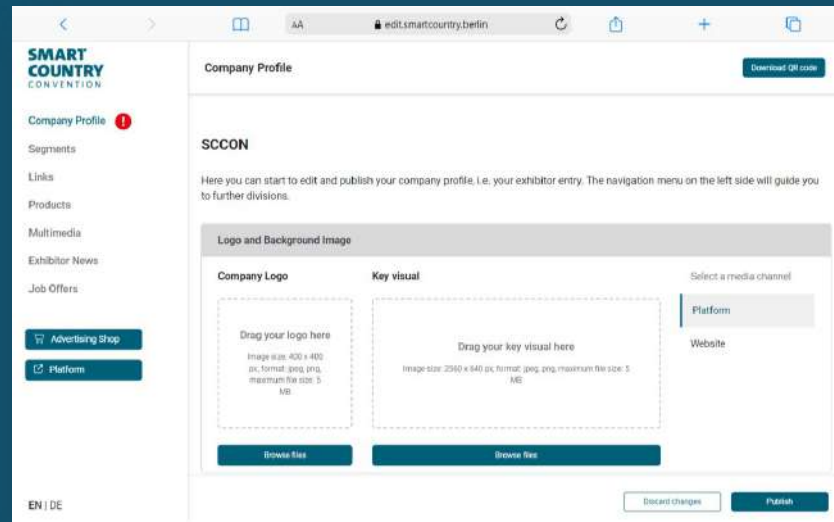 AA
edit.smartcountry.berlin
SMART
COUNTRY
CONVENTION
Company Profile
Download QR code
Company Profile
Segments
Links
Products
Multimedia
Exhibitor News
Job Offers
Advertising Shop
Platform
EN | DE
SCCON
Here you can start to edit and publish your company profile, i.e. your exhibitor entry. The navigation menu on the left side will guide you
to further divisions.
Logo and Background Image
Company Logo
Key visual
Select a media channel
Drag your logo here
Image size: 400 x 400
px, format: jpeg, png,
maximum file size: 5
MB
Browse files
Drag your key visual here
Image size: 2560 x 640 px, format: jpeg, png, maximum file size: 5
MB
Browse files
Platform
Website
Discard changes
Publish